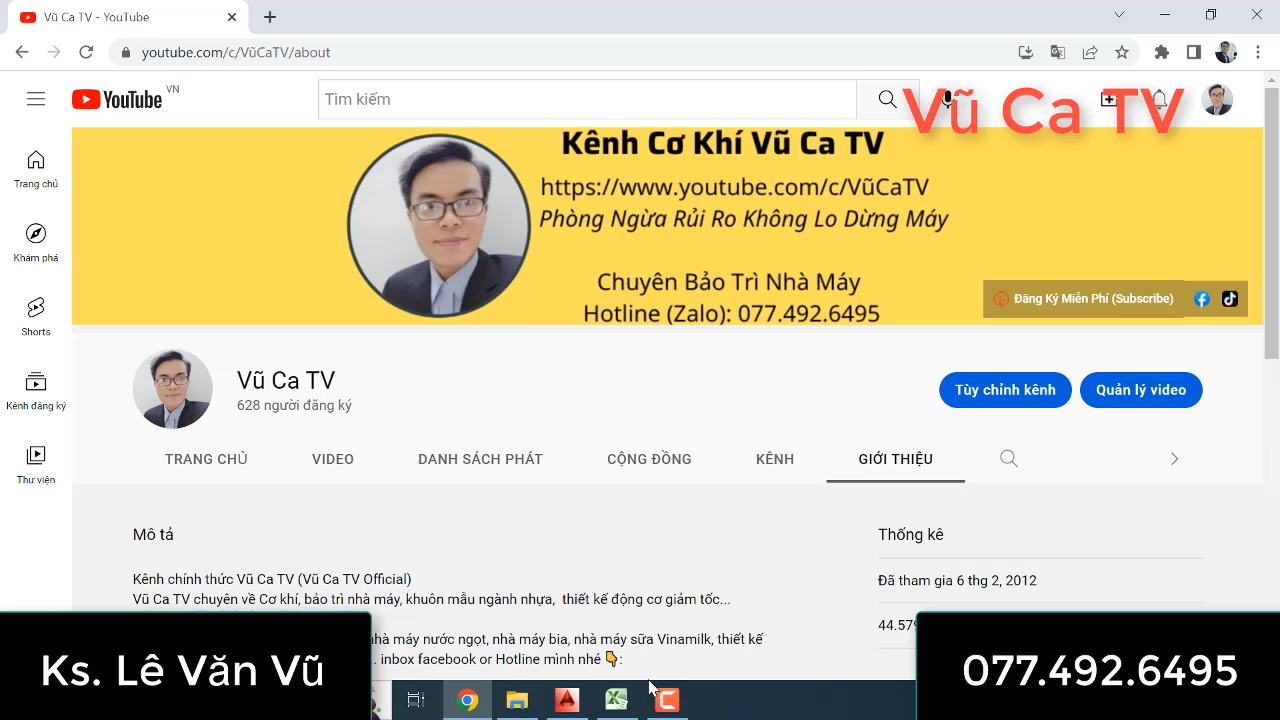 Vũ Ca TV - YouTube
youtube.com/c/VũCaTV/about
YouTube
VN
Tìm kiếm
Vũ Ca TV
Trang chủ
Khám phá
Shorts
Kênh đăng ký
Thư viện
Kênh Cơ Khí Vũ Ca TV
https://www.youtube.com/c/VũCaTV
Phòng Ngừa Rủi Ro Không Lo Dừng Máy
Chuyên Bảo Trì Nhà Máy
Hotline (Zalo): 077.492.6495
Đăng Ký Miễn Phí (Subscribe)
Vũ Ca TV
628 người đăng ký
Tùy chỉnh kênh
Quản lý video
TRANG CHỦ
VIDEO
DANH SÁCH PHÁT
CỘNG ĐỒNG
KÊNH
GIỚI THIỆU
Mô tả
Kênh chính thức Vũ Ca TV (Vũ Ca TV Official)
Vũ Ca TV chuyên về Cơ khí, bảo trì nhà máy, khuôn mẫu ngành nhựa, thiết kế động cơ giảm tốc...
nhà máy nước ngọt, nhà máy bia, nhà máy sữa Vinamilk, thiết kế
.. inbox facebook or Hotline mình nhé 👇:
Thống kê
Đã tham gia 6 thg 2, 2012
44.579
Ks. Lê Văn Vũ
077.492.6495